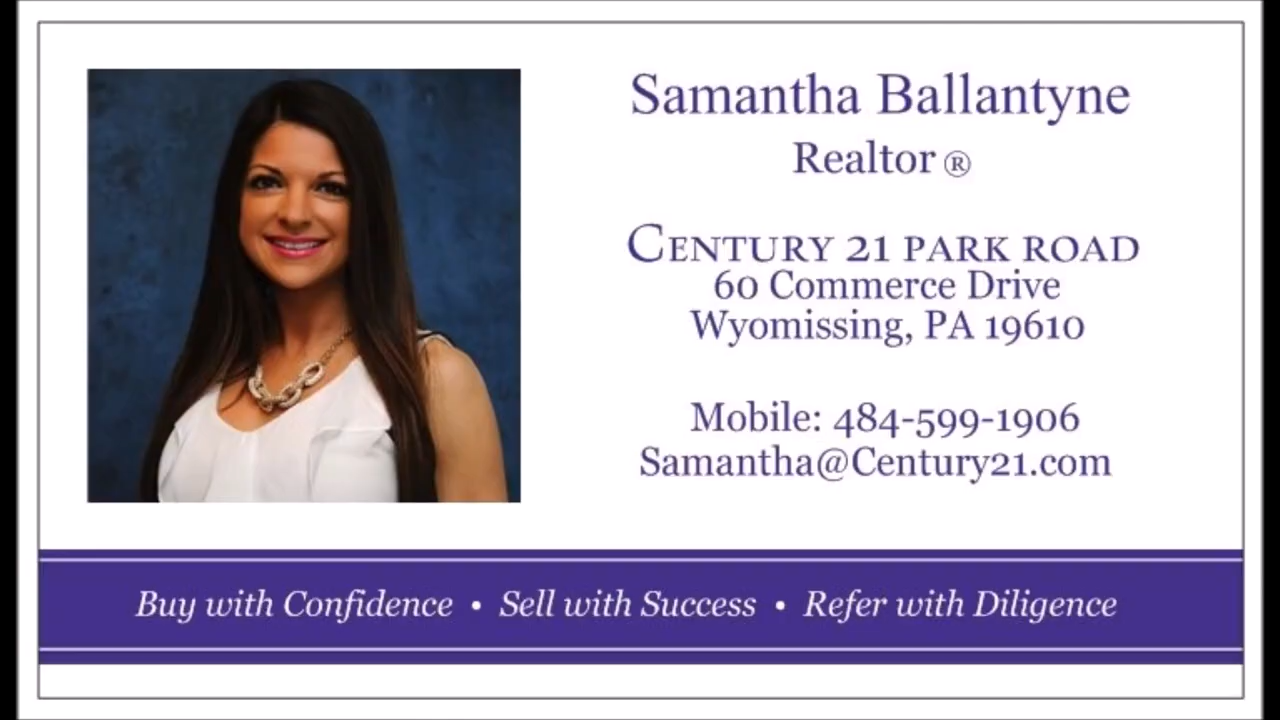 Samantha Ballantyne
Realtor ®
CENTURY 21 PARK ROAD
60 Commerce Drive
Wyomissing, PA 19610
Mobile: 484-599-1906
Samantha@Century21.com
Buy with Confidence • Sell with Success • Refer with Diligence